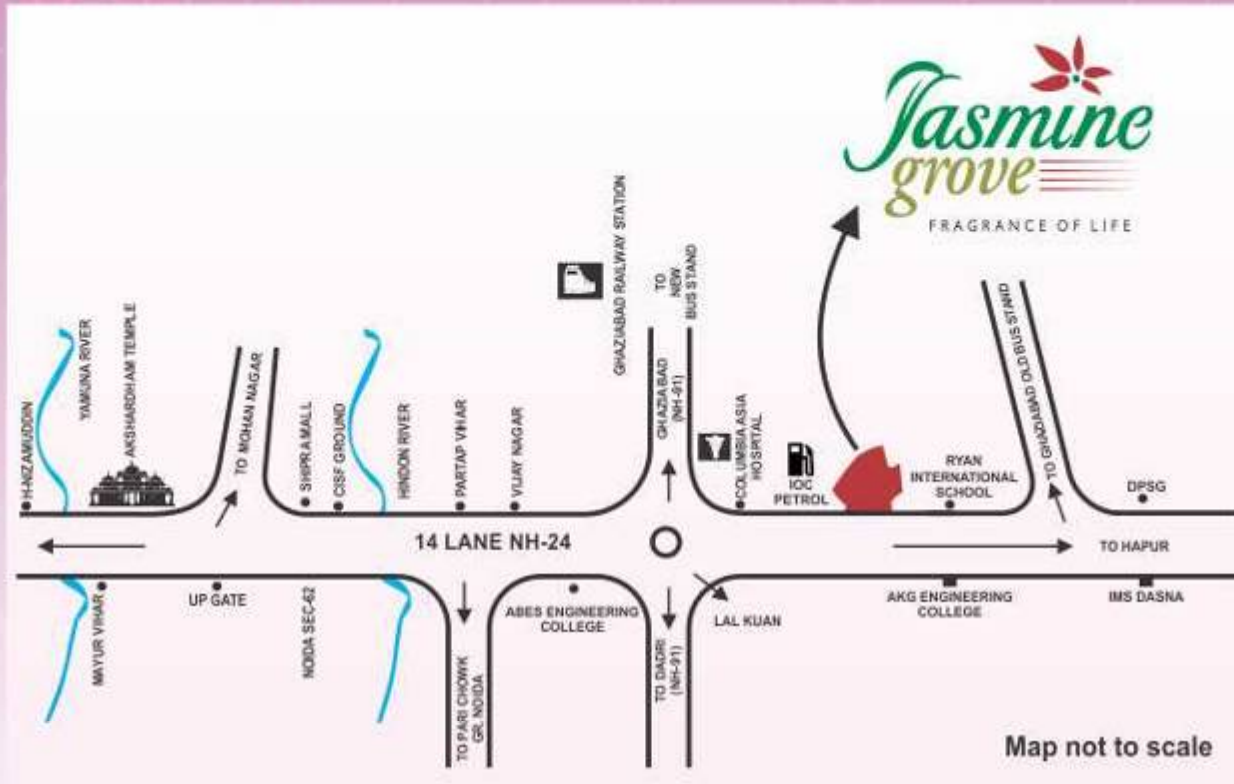 Jasmine
grove
FRAGRANCE OF LIFE
H-NIZAMUDDIN
YAMUNA RIVER
AKSHARDHAM TEMPLE
TO MOHAN NAGAR
SHIPRAMALL
CISF GROUND
HINDON RIVER
PARTAP VIHAR
VIJAY NAGAR
GHAZIABAD RAILWAY STATION
TO
NEW
BUS STAND
GHAZIABAD
(NH-91)
COLUMBIA ASIA
HOSPITAL
IOC
PETROL
RYAN
INTERNATIONAL
SCHOOL
TO GHAZIABAD OLD BUS STAND
DPSG
14 LANE NH-24
TO HAPUR
MAYUR VIHAR
UP GATE
NOIDA SEC-62
TO PARI CHOWK
GR. NOIDA
ABES ENGINEERING
COLLEGE
TO DADRI
(NH-91)
LAL KUAN
AKG ENGINEERING
COLLEGE
IMS DASNA
Map not to scale